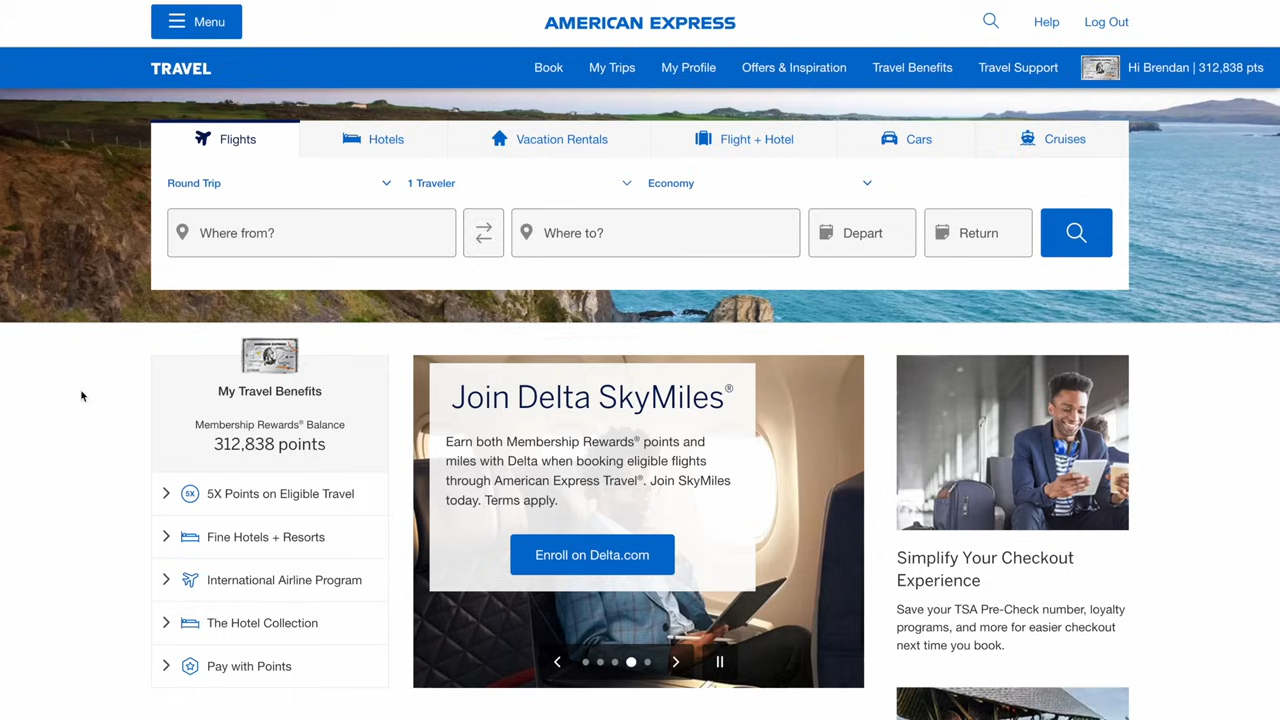 Menu
AMERICAN EXPRESS
Help
Log Out
TRAVEL
Book
My Trips
My Profile
Offers & Inspiration
Travel Benefits
Travel Support
Hi Brendan | 312,838 pts
Flights
Hotels
Vacation Rentals
Flight + Hotel
Cars
Cruises
Round Trip
1 Traveler
Economy
Where from?
Where to?
Depart
Return
AMERICAN EXPRESS
My Travel Benefits
Membership Rewards® Balance
312,838 points
5X
5X Points on Eligible Travel
Fine Hotels + Resorts
International Airline Program
The Hotel Collection
Pay with Points
Join Delta SkyMiles®
Earn both Membership Rewards® points and
miles with Delta when booking eligible flights
through American Express Travel®. Join SkyMiles
today. Terms apply.
Enroll on Delta.com
Simplify Your Checkout
Experience
Save your TSA Pre-Check number, loyalty
programs, and more for easier checkout
next time you book.